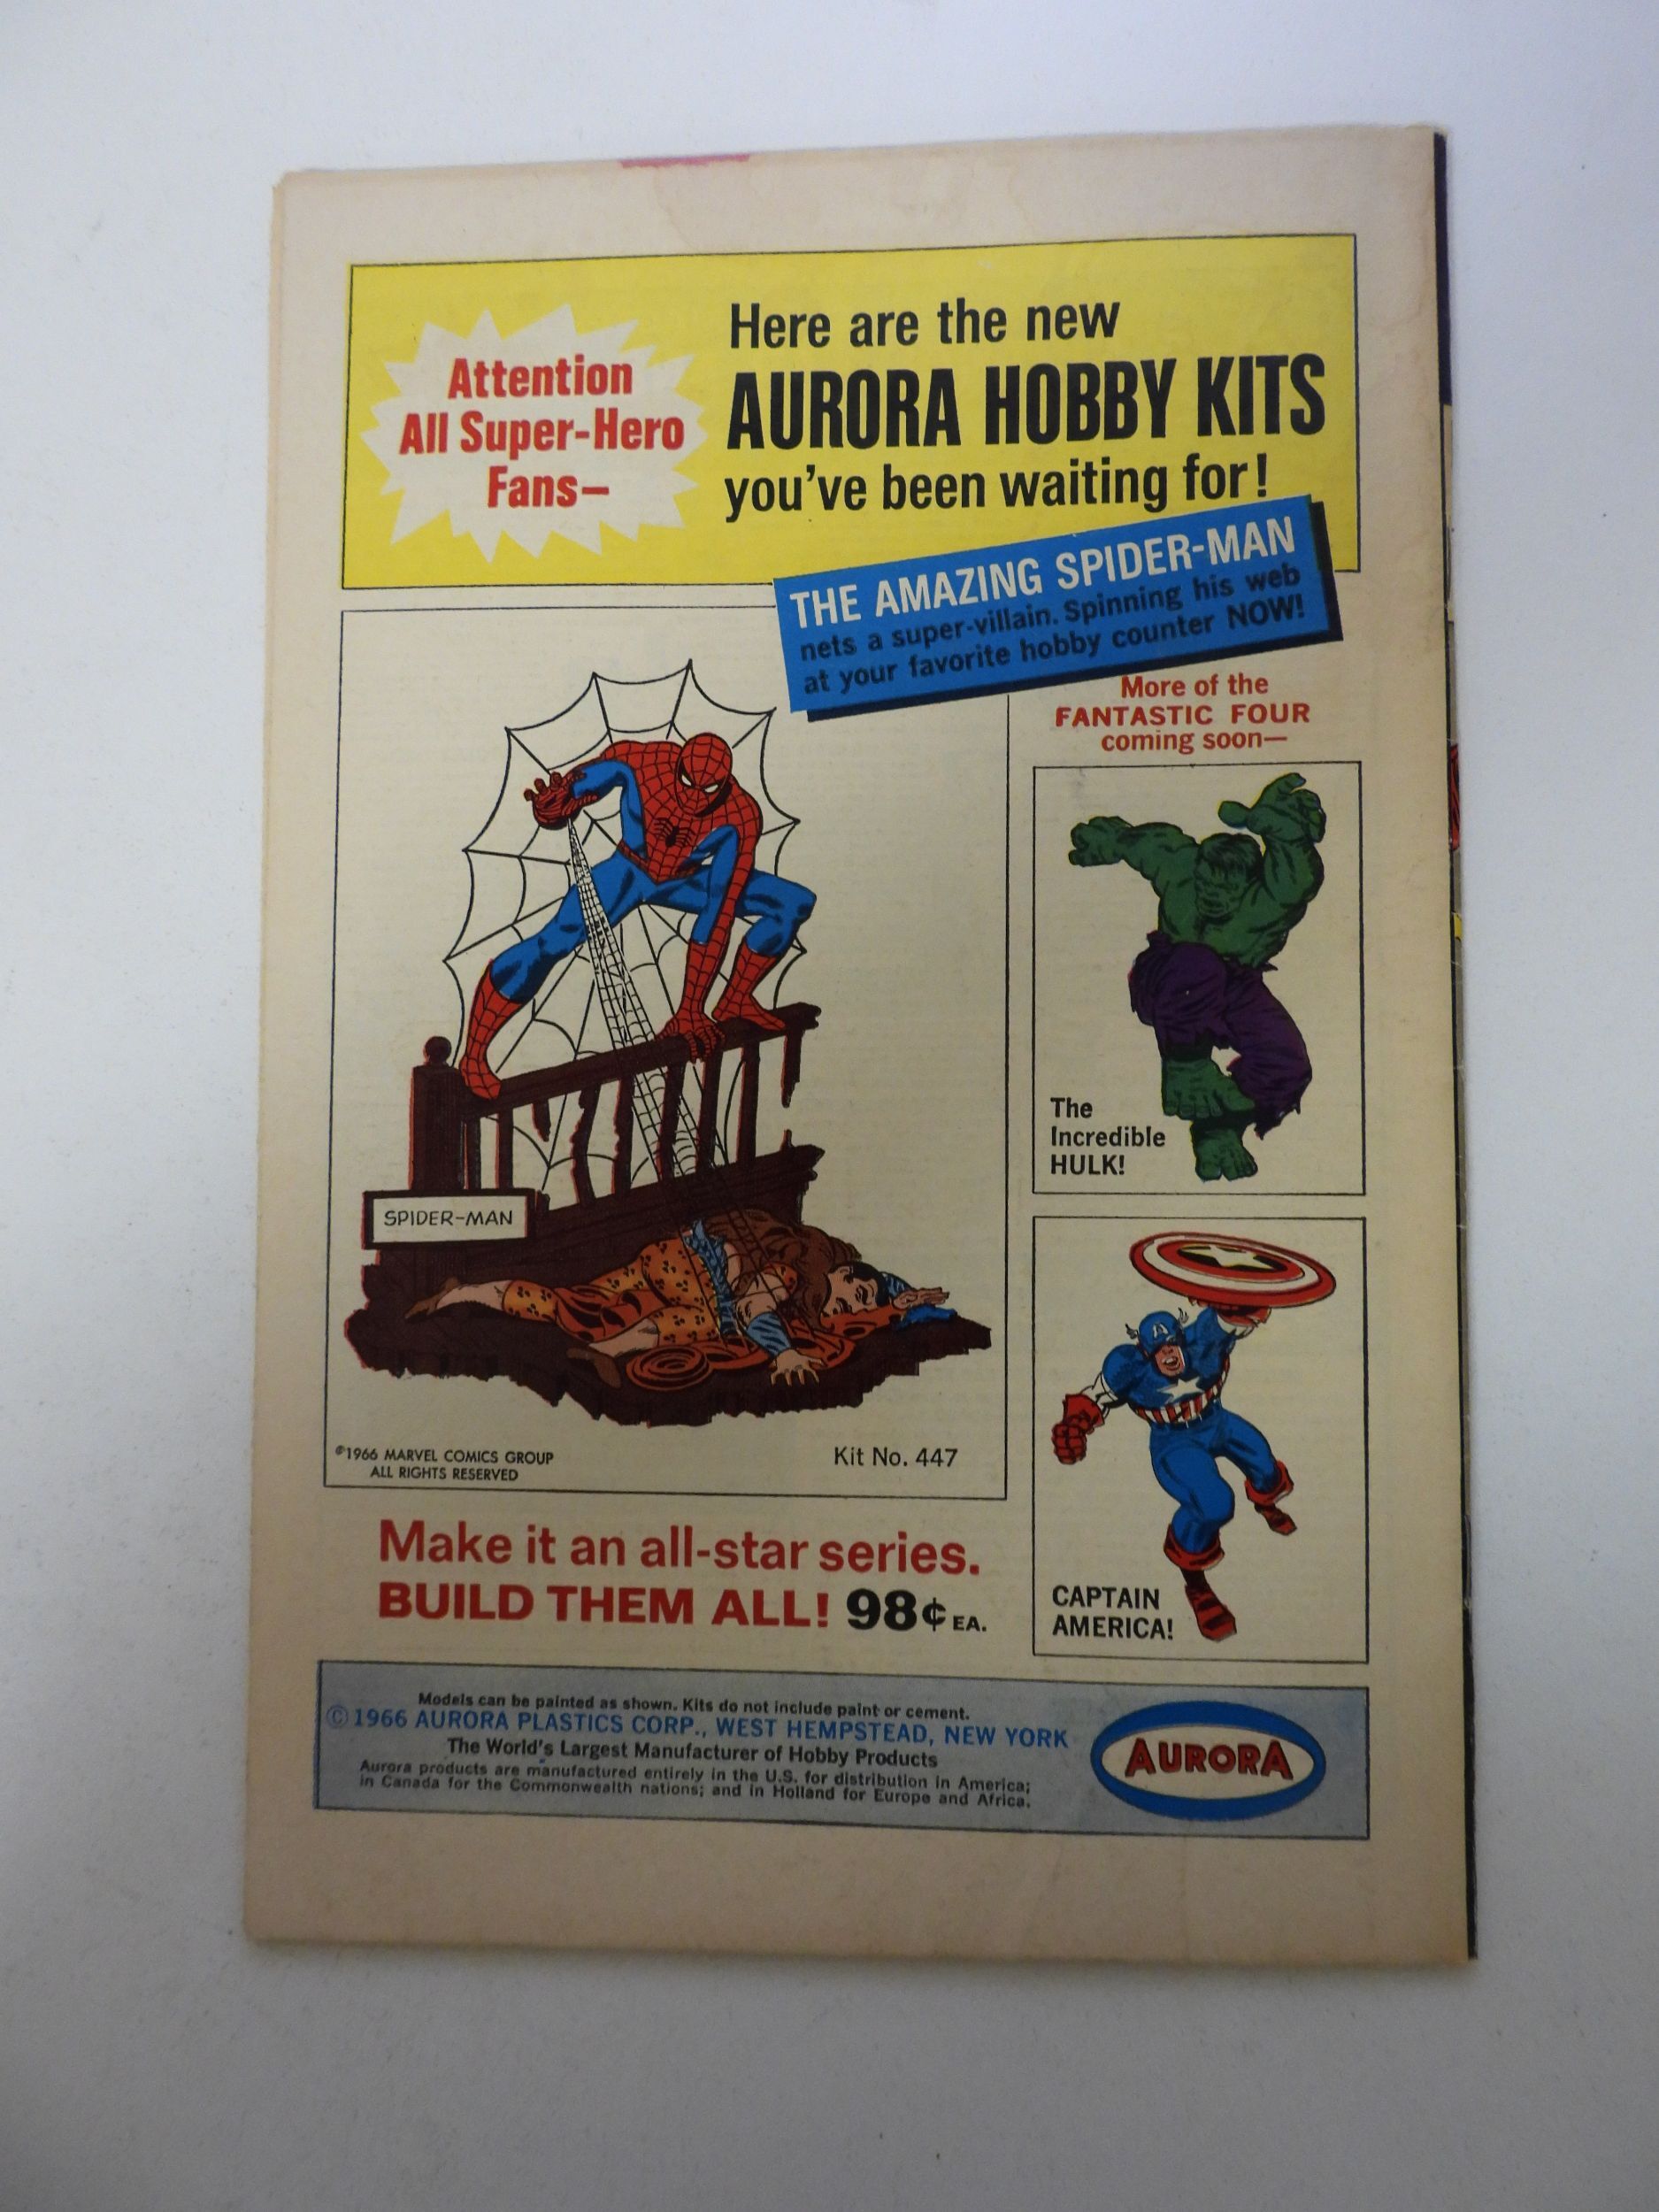 Attention
All Super-Hero
Fans—
Here are the new
AURORA HOBBY KITS
you've been waiting for!
THE AMAZING SPIDER-MAN
nets a super-villain. Spinning his web
at your favorite hobby counter NOW!
More of the
FANTASTIC FOUR
coming soon—
The
Incredible
HULK!
SPIDER-MAN
©1966 MARVEL COMICS GROUP
ALL RIGHTS RESERVED
Kit No. 447
CAPTAIN
AMERICA!
Make it an all-star series.
BUILD THEM ALL! 98¢ EA.
Models can be painted as shown. Kits do not include paint or cement.
© 1966 AURORA PLASTICS CORP., WEST HEMPSTEAD, NEW YORK
The World's Largest Manufacturer of Hobby Products
Aurora products are manufactured entirely in the U.S. for distribution in America;
in Canada for the Commonwealth nations; and in Holland for Europe and Africa.
AURORA